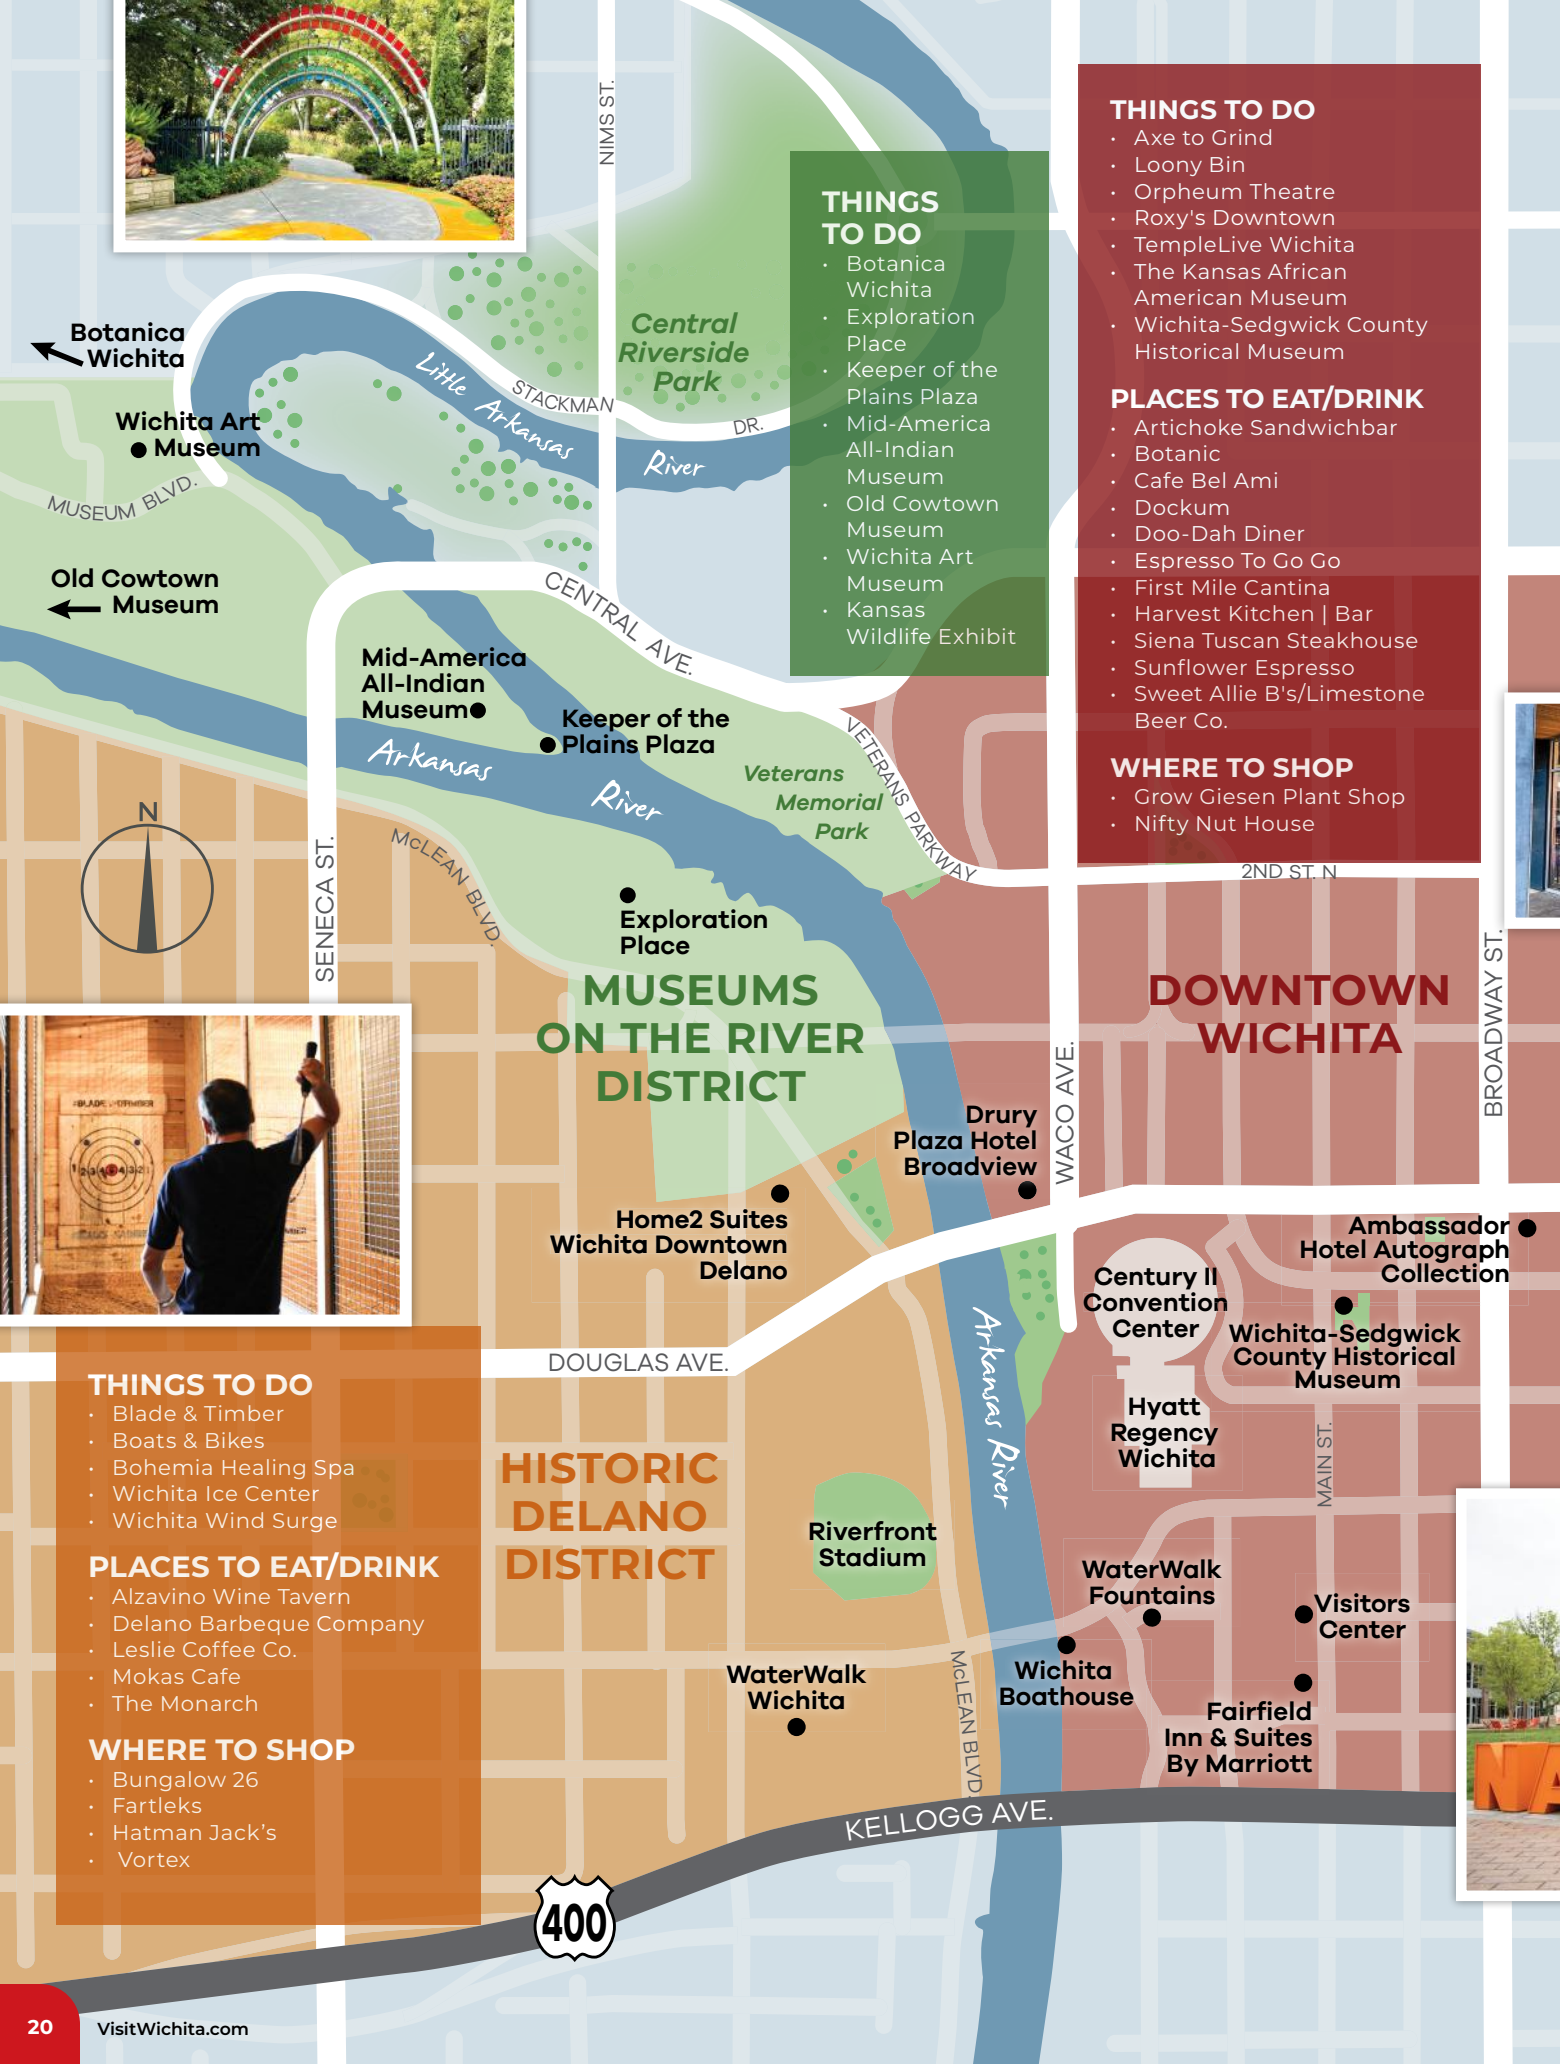 NIMS ST.
Central
Riverside
Park
Botanica
Wichita
Little Arkansas River
STACKMAN DR.
Wichita Art
Museum
MUSEUM BLVD.
Old Cowtown
Museum
CENTRAL AVE.
Mid-America
All-Indian
Museum
Keeper of the
Plains Plaza
Arkansas River
Veterans
Memorial
Park
VETERANS PARKWAY
N
SENECA ST.
McLEAN BLVD.
Exploration
Place
MUSEUMS
ON THE RIVER
DISTRICT
THINGS
TO DO
• Botanica
Wichita
• Exploration
Place
• Keeper of the
Plains Plaza
• Mid-America
All-Indian
Museum
• Old Cowtown
Museum
• Wichita Art
Museum
• Kansas
Wildlife Exhibit
THINGS TO DO
• Axe to Grind
• Loony Bin
• Orpheum Theatre
• Roxy's Downtown
• TempleLive Wichita
• The Kansas African
American Museum
• Wichita-Sedgwick County
Historical Museum
PLACES TO EAT/DRINK
• Artichoke Sandwichbar
• Botanic
• Cafe Bel Ami
• Dockum
• Doo-Dah Diner
• Espresso To Go Go
• First Mile Cantina
• Harvest Kitchen | Bar
• Siena Tuscan Steakhouse
• Sunflower Espresso
• Sweet Allie B's/Limestone
Beer Co.
WHERE TO SHOP
• Grow Giesen Plant Shop
• Nifty Nut House
2ND ST. N
DOWNTOWN
WICHITA
BROADWAY ST.
WACO AVE.
Drury
Plaza Hotel
Broadview
Home2 Suites
Wichita Downtown
Delano
Ambassador
Hotel Autograph
Collection
Century II
Convention
Center
Wichita-Sedgwick
County Historical
Museum
Hyatt
Regency
Wichita
MAIN ST.
Arkansas River
DOUGLAS AVE.
BLADE & TIMBER
1 2 3 4 4 3 2 1
THINGS TO DO
• Blade & Timber
• Boats & Bikes
• Bohemia Healing Spa
• Wichita Ice Center
• Wichita Wind Surge
PLACES TO EAT/DRINK
• Alzavino Wine Tavern
• Delano Barbeque Company
• Leslie Coffee Co.
• Mokas Cafe
• The Monarch
WHERE TO SHOP
• Bungalow 26
• Fartleks
• Hatman Jack’s
• Vortex
HISTORIC
DELANO
DISTRICT
Riverfront
Stadium
WaterWalk
Fountains
Visitors
Center
WaterWalk
Wichita
Wichita
Boathouse
McLEAN BLVD.
Fairfield
Inn & Suites
By Marriott
NA
KELLOGG AVE.
400
20
VisitWichita.com